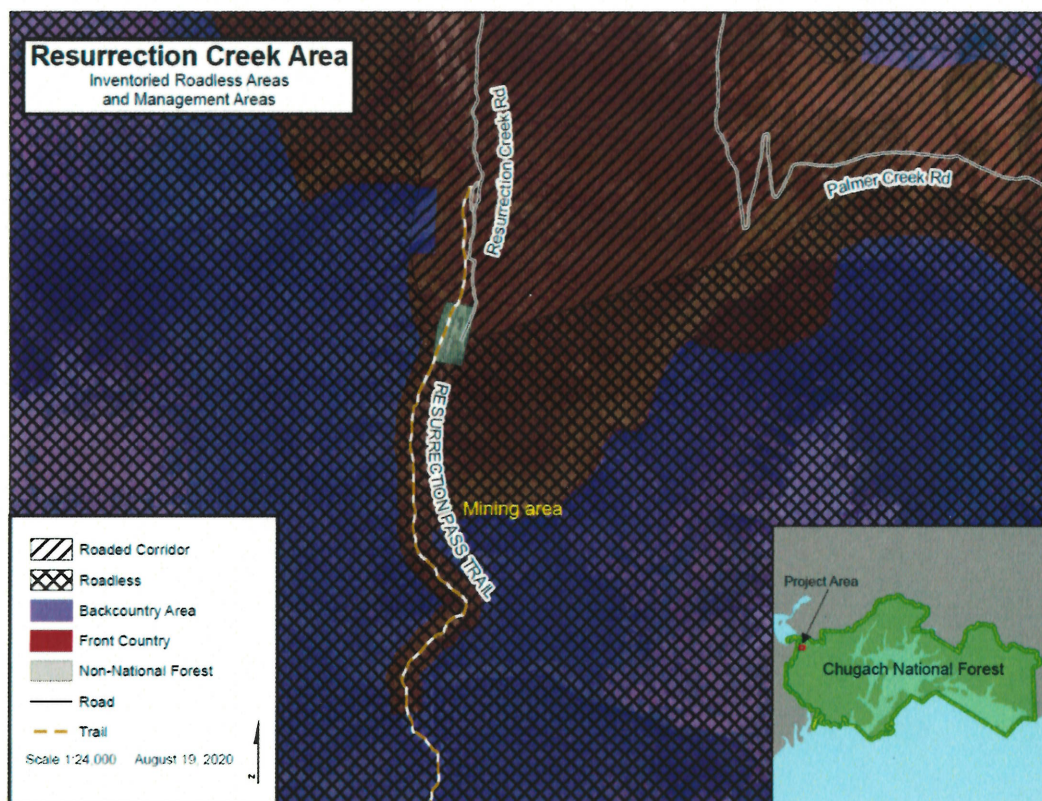 Resurrection Creek Area
Inventoried Roadless Areas
and Management Areas
Resurrection Creek Rd
Palmer Creek Rd
RESURRECTION PASS TRAIL
Mining area
Roaded Corridor
Roadless
Backcountry Area
Front Country
Non-National Forest
Road
Trail
Scale 1:24,000 August 19, 2020
N
Project Area
Chugach National Forest